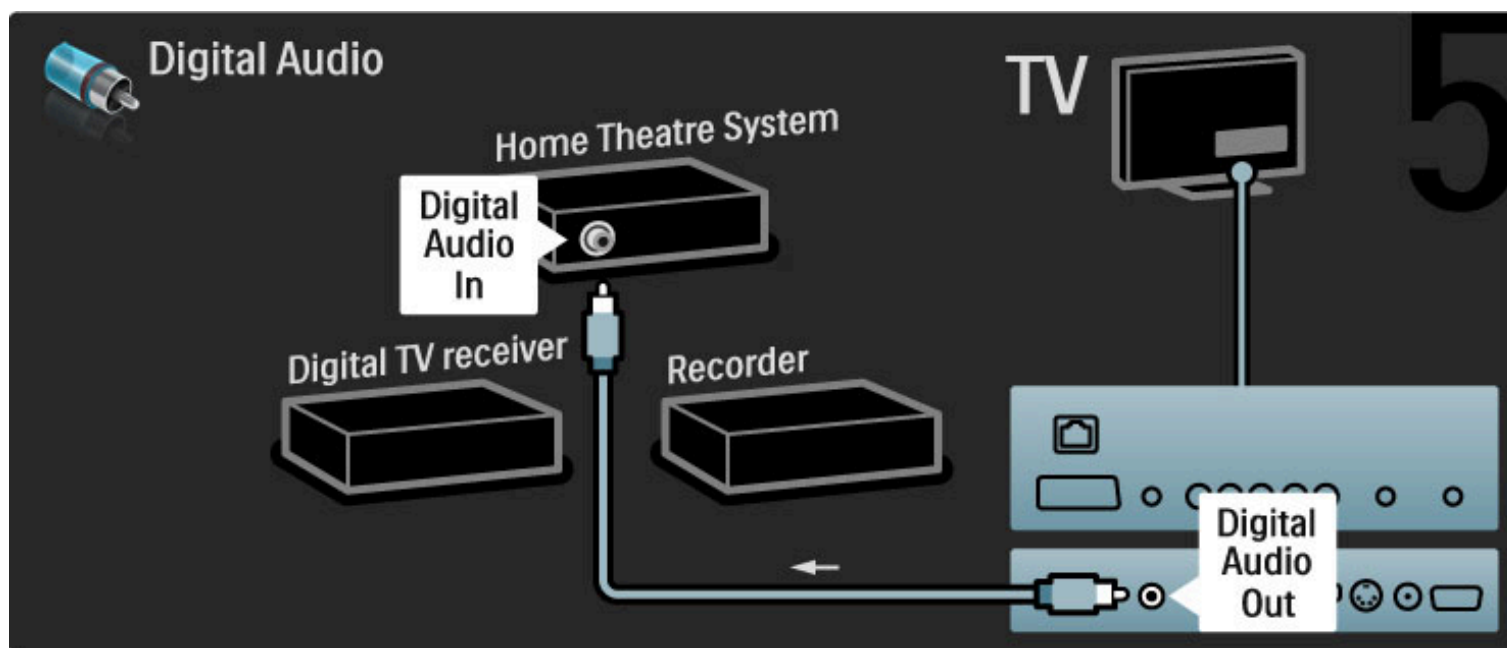 Digital Audio
TV
5
Home Theatre System
Digital
Audio
In
Digital TV receiver
Recorder
Digital
Audio
Out